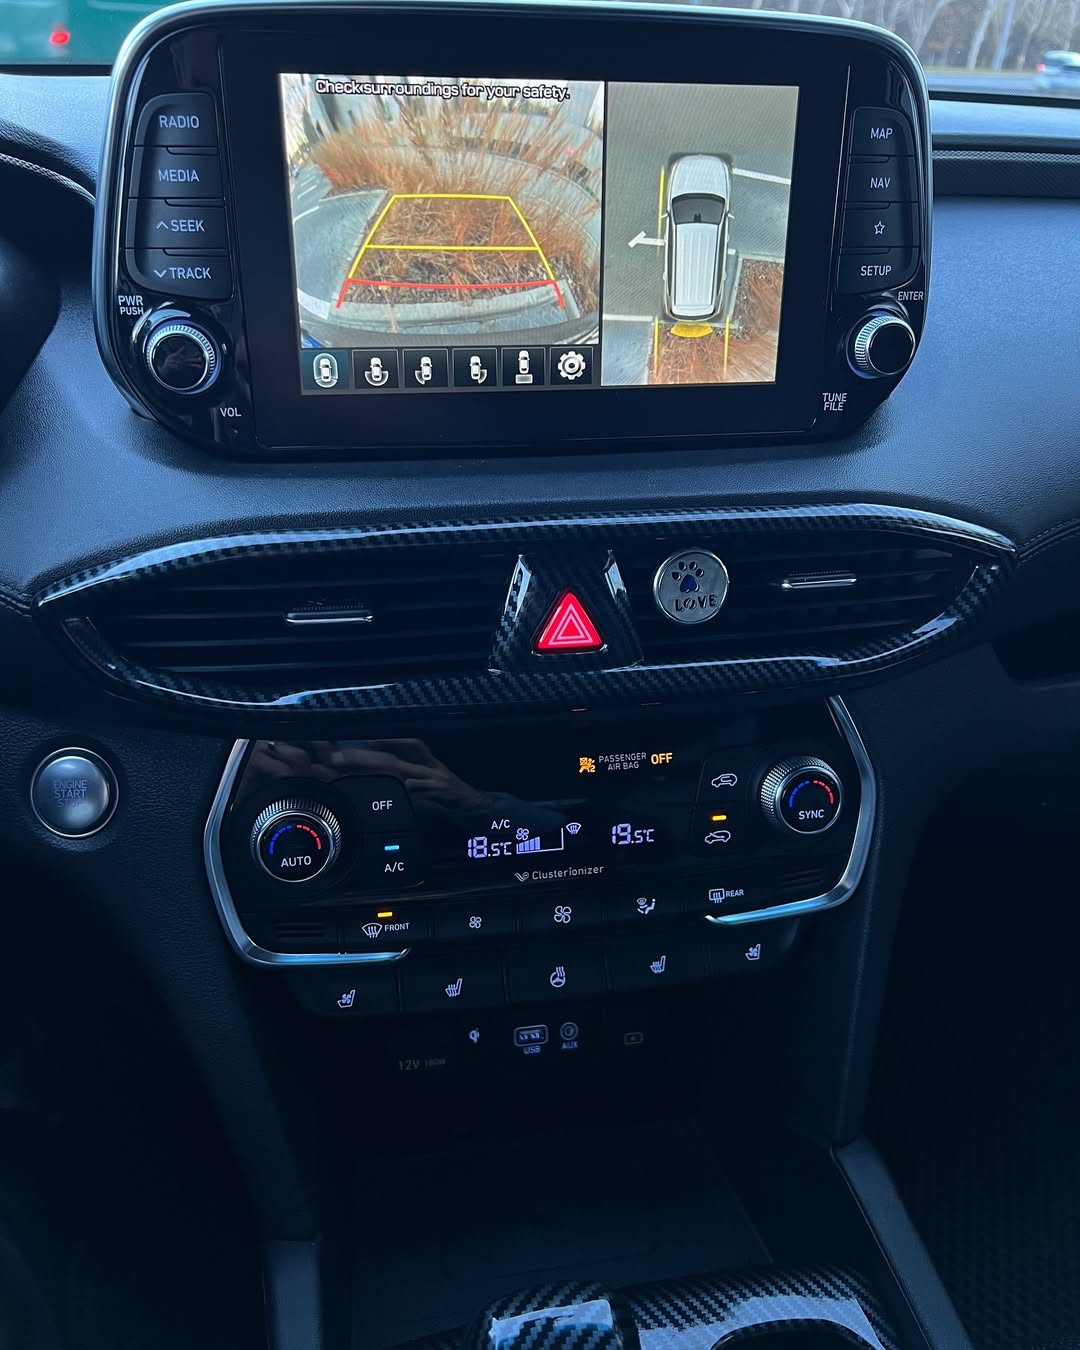 Check surroundings for your safety.
RADIO
MEDIA
SEEK
TRACK
PWR
PUSH
VOL
MAP
NAV
SETUP
ENTER
TUNE
FILE
LOVE
ENGINE
START
STOP
PASSENGER
AIR BAG
OFF
2
OFF
A/C
AUTO
A/C
18.5°C
19.5°C
SYNC
Clusterionizer
FRONT
REAR
USB
AUX
12V 180W